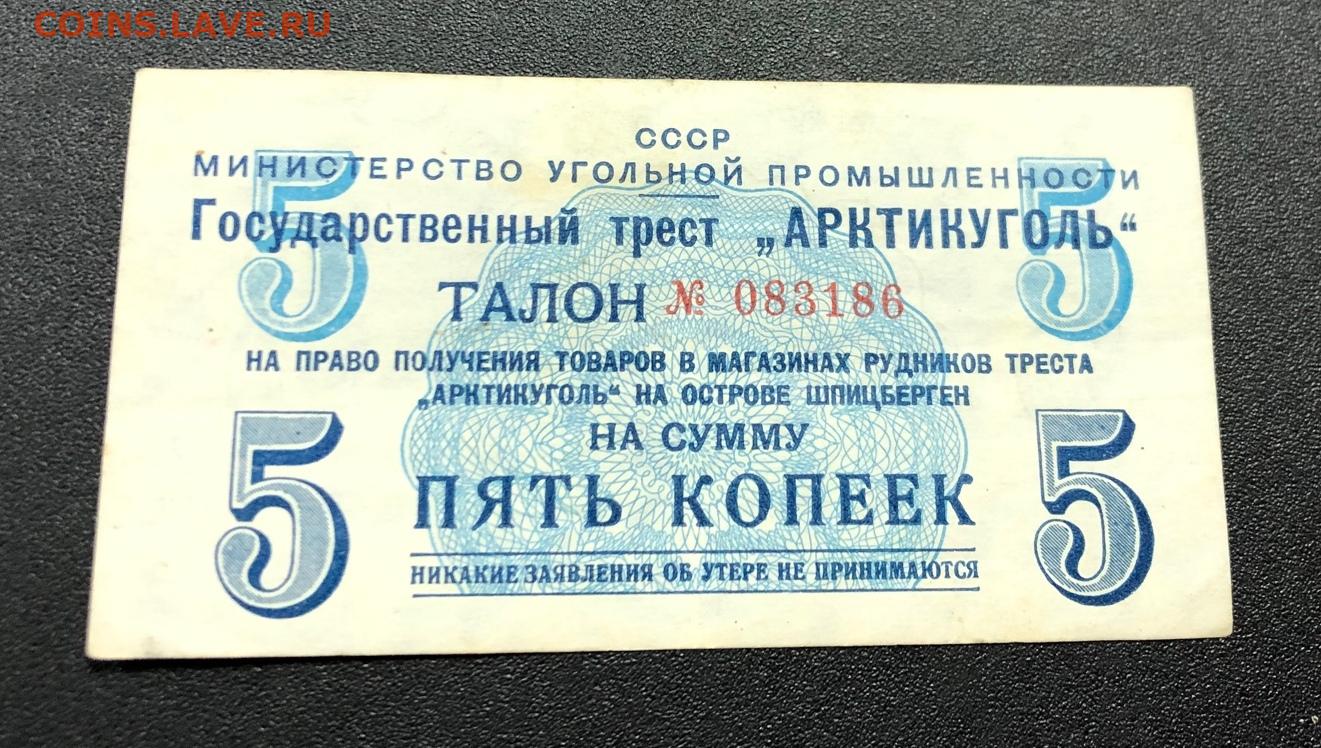 COINS.LAVE.RU
СССР
МИНИСТЕРСТВО УГОЛЬНОЙ ПРОМЫШЛЕННОСТИ
Государственный трест „АРКТИКУГОЛЬ“
ТАЛОН № 083186
НА ПРАВО ПОЛУЧЕНИЯ ТОВАРОВ В МАГАЗИНАХ РУДНИКОВ ТРЕСТА
„АРКТИКУГОЛЬ“ НА ОСТРОВЕ ШПИЦБЕРГЕН
НА СУММУ
5 ПЯТЬ КОПЕЕК 5
НИКАКИЕ ЗАЯВЛЕНИЯ ОБ УТЕРЕ НЕ ПРИНИМАЮТСЯ
5 5